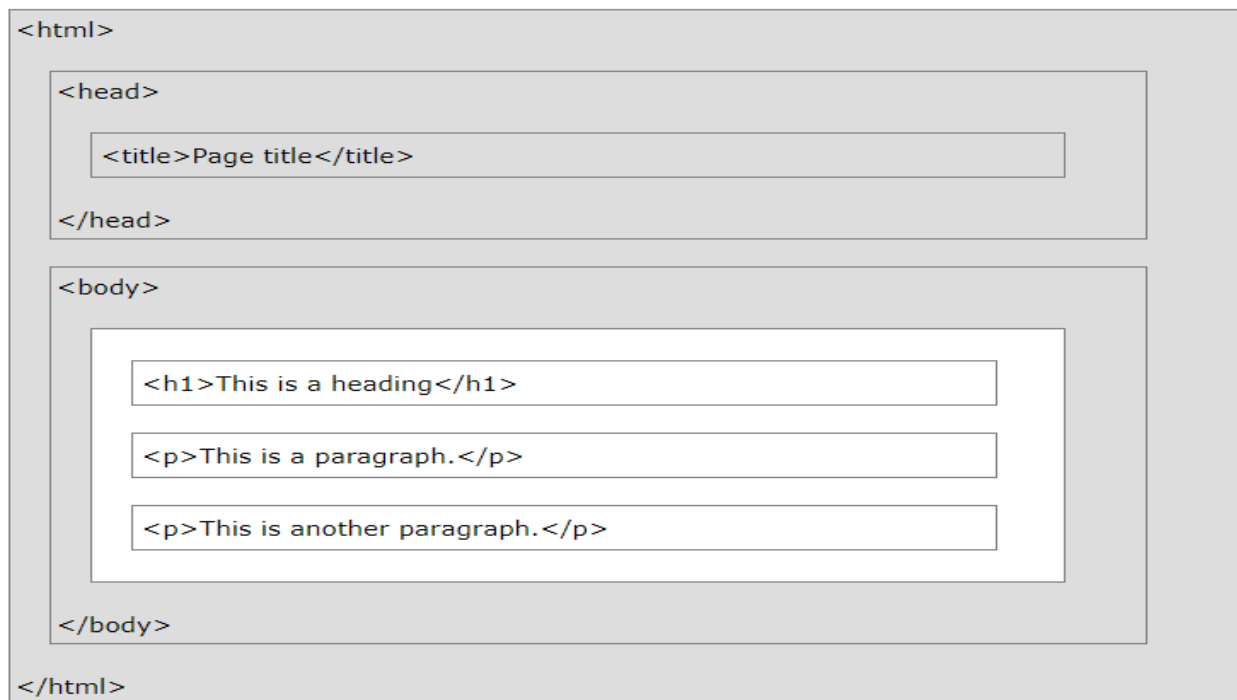 <html>
<head>
<title>Page title</title>
</head>
<body>
<h1>This is a heading</h1>
<p>This is a paragraph.</p>
<p>This is another paragraph.</p>
</body>
</html>